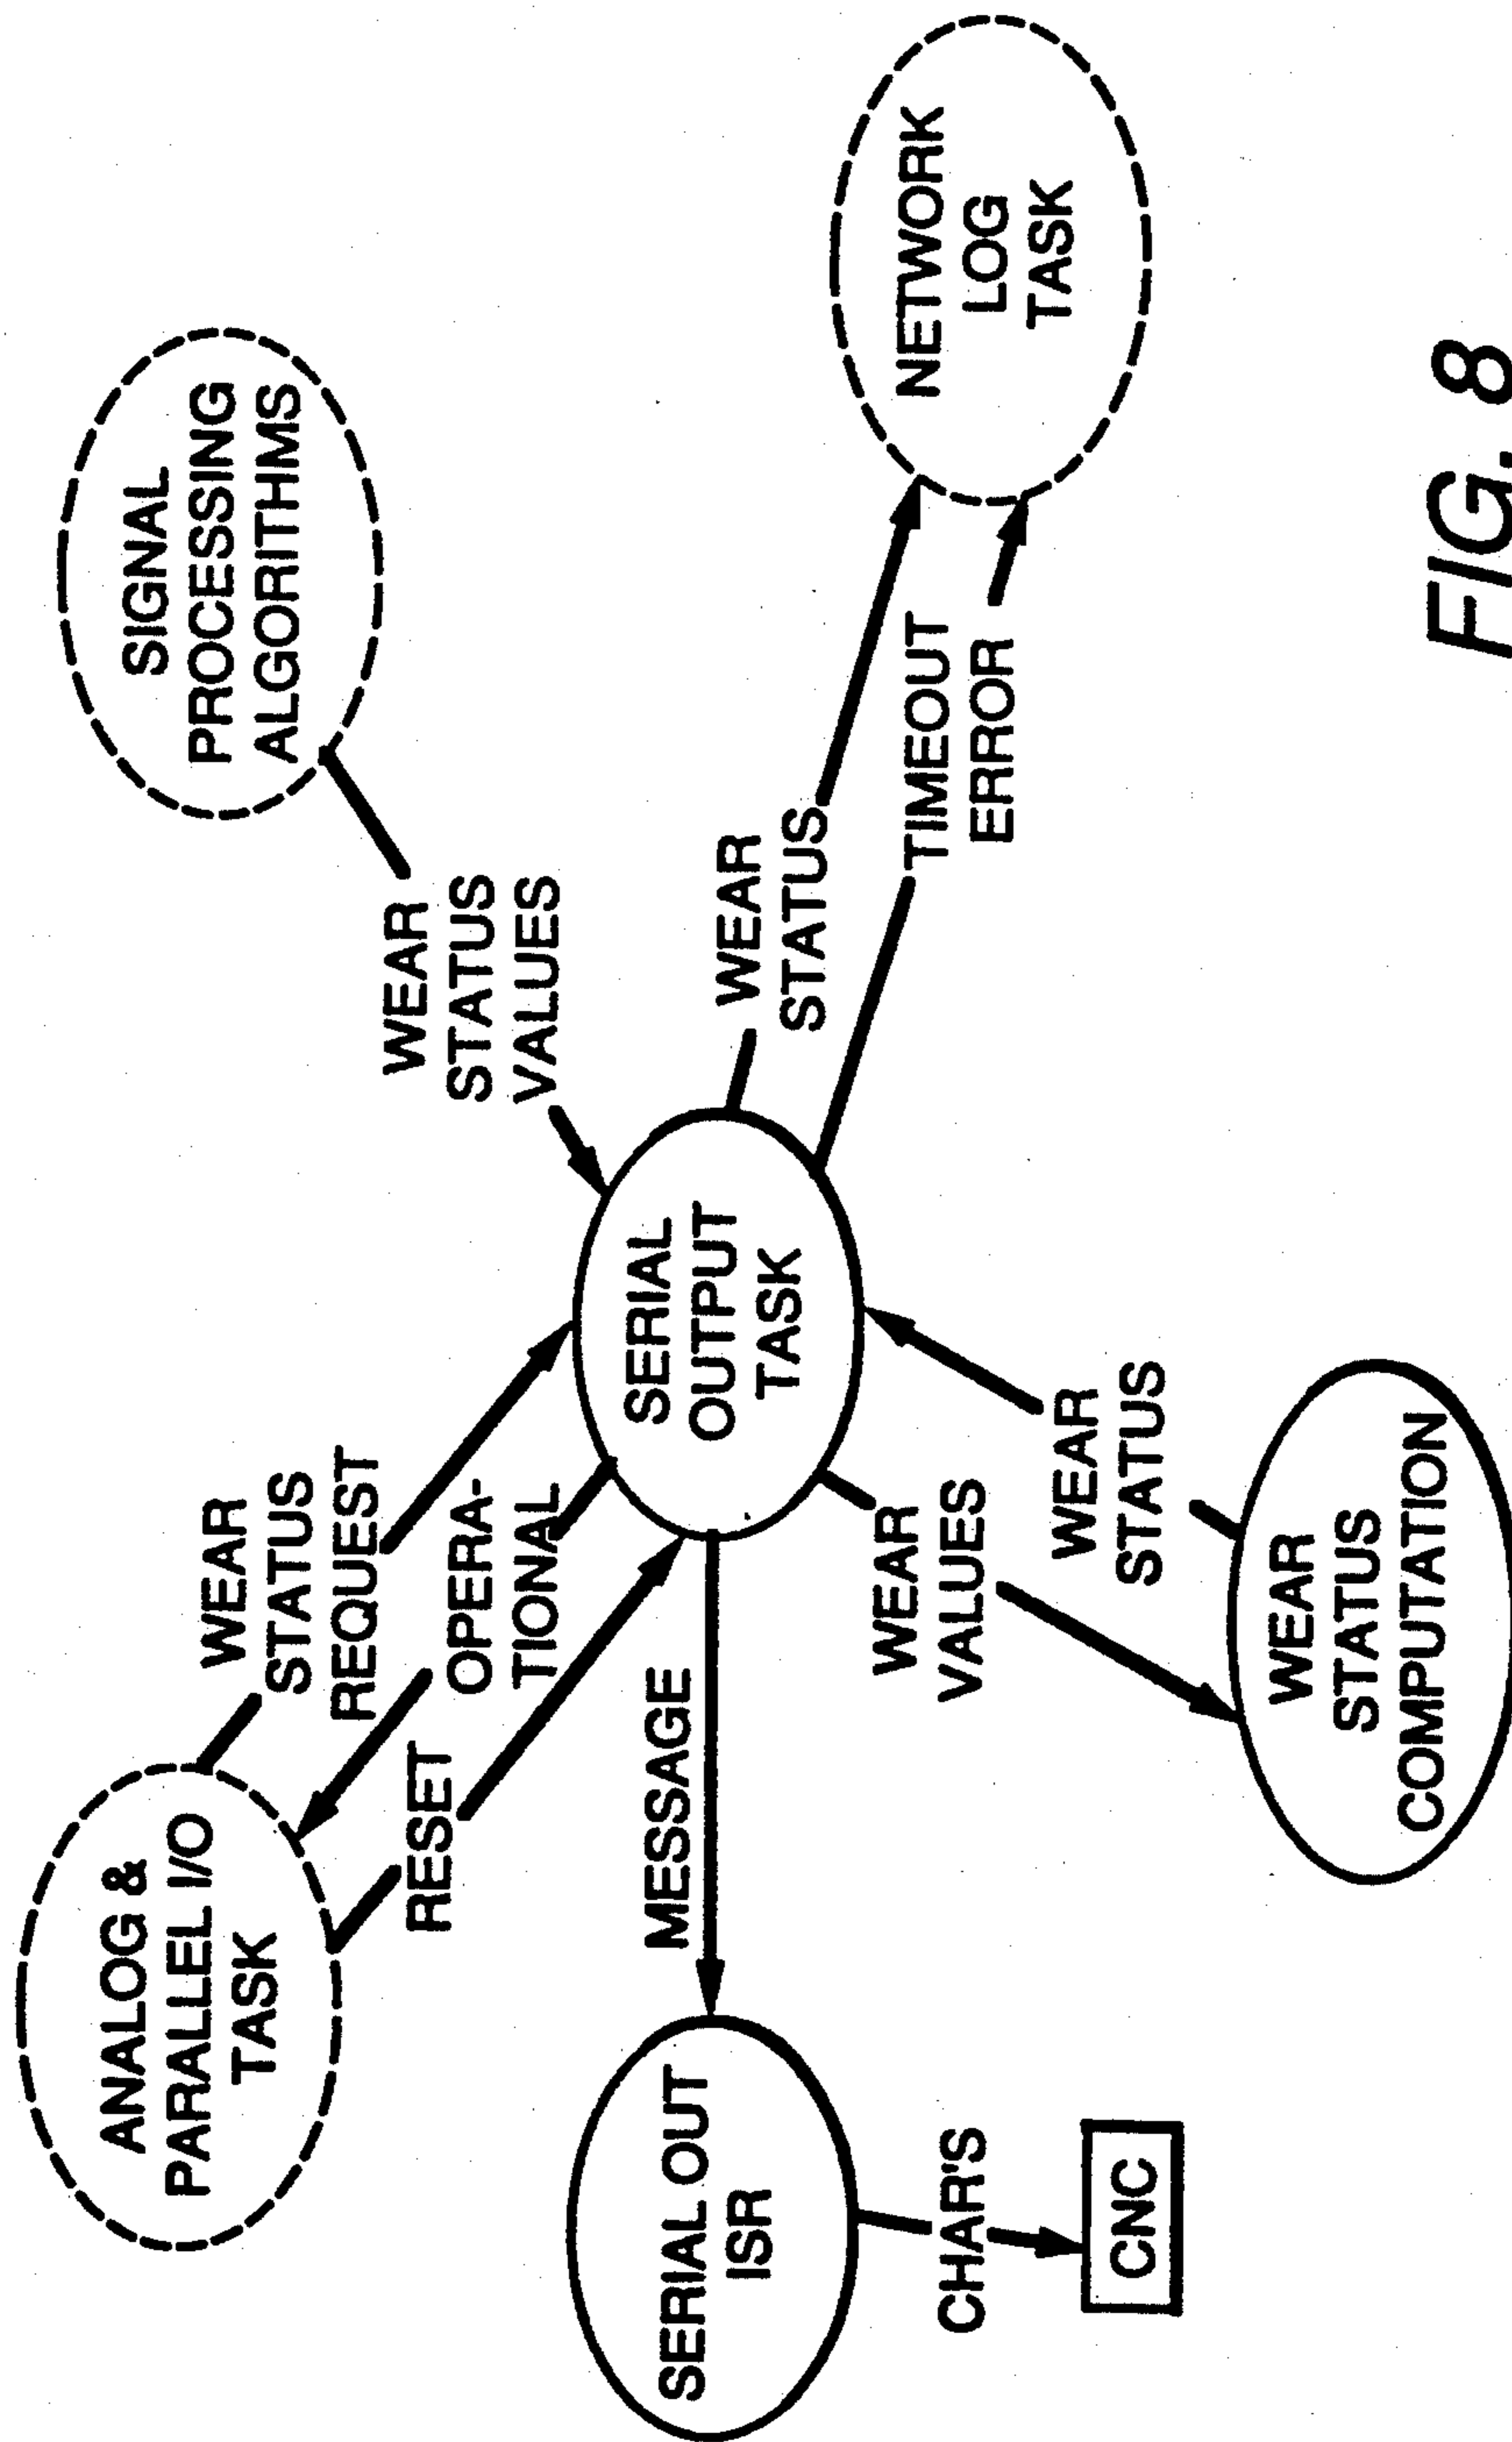 ANALOG &
PARALLEL I/O
TASK
WEAR
STATUS
REQUEST
OPERA-
TIONAL
RESET
SIGNAL
PROCESSING
ALGORITHMS
WEAR
STATUS
VALUES
SERIAL OUT
ISR
MESSAGE
SERIAL
OUTPUT
TASK
WEAR
STATUS
TIMEOUT
ERROR
NETWORK
LOG
TASK
CHAR'S
CNC
WEAR
VALUES
WEAR
STATUS
WEAR
STATUS
COMPUTATION
FIG. 8